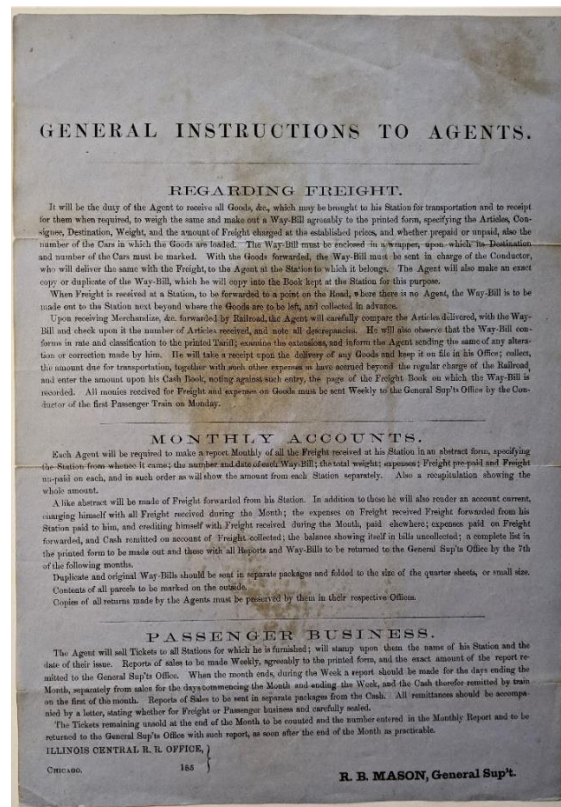 GENERAL INSTRUCTIONS TO AGENTS.
REGARDING FREIGHT.
It will be the duty of the Agent to receive all Goods, &c., which may be brought to his Station for transportation and to receipt
for them when required, to weigh the same and make out a Way-Bill agreeably to the printed form, specifying the Articles, Con-
signee, Destination, Weight, and the amount of Freight charged at the established prices, and whether prepaid or unpaid, also the
number of the Cars in which the Goods are loaded. The Way-Bill must be enclosed in a wrapper, upon which its Destination
and number of the Cars must be marked. With the Goods forwarded, the Way-Bill must be sent in charge of the Conductor,
who will deliver the same with the Freight, to the Agent at the Station to which it belongs. The Agent will also make an exact
copy or duplicate of the Way-Bill, which he will copy into the Book kept at the Station for this purpose.
When Freight is received at a Station, to be forwarded to a point on the Road, where there is no Agent, the Way-Bill is to be
made out to the Station next beyond where the Goods are to be left, and collected in advance.
Upon receiving Merchandise, &c. forwarded by Railroad, the Agent will carefully compare the Articles delivered, with the Way-
Bill and check upon it the number of Articles received, and note all descrepancies. He will also observe that the Way-Bill con-
forms in rate and classification to the printed Tariff; examine the extensions, and inform the Agent sending the same of any altera-
tion or correction made by him. He will take a receipt upon the delivery of any Goods and keep it on file in his Office; collect,
the amount due for transportation, together with such other expenses as have accrued beyond the regular charge of the Railroad
and enter the amount upon his Cash Book, noting against such entry, the page of the Freight Book on which the Way-Bill is
recorded. All monies received for Freight and expenses on Goods must be sent Weekly to the General Sup'ts Office by the Con-
ductor of the first Passenger Train on Monday.
MONTHLY ACCOUNTS.
Each Agent will be required to make a report Monthly of all the Freight received at his Station in an abstract form, specifying
the Station from whence it came; the number and date of each Way-Bill; the total weight; expenses; Freight pre-paid and Freight
un-paid on each, and in such order as will show the amount from each Station separately. Also a recapitulation showing the
whole amount.
A like abstract will be made of Freight forwarded from his Station. In addition to these he will also render an account current,
charging himself with all Freight received during the Month; the expenses on Freight received Freight forwarded from his
Station paid to him, and crediting himself with Freight received during the Month, paid elsewhere; expenses paid on Freight
forwarded, and Cash remitted on account of Freight collected; the balance showing itself in bills uncollected; a complete list in
the printed form to be made out and these with all Reports and Way-Bills to be returned to the General Sup'ts Office by the 7th
of the following months.
Duplicate and original Way-Bills should be sent in separate packages and folded to the size of the quarter sheets, or small size.
Contents of all parcels to be marked on the outside.
Copies of all returns made by the Agents must be preserved by them in their respective Offices.
PASSENGER BUSINESS.
The Agent will sell Tickets to all Stations for which he is furnished; will stamp upon them the name of his Station and the
date of their issue. Reports of sales to be made Weekly, agreeably to the printed form, and the exact amount of the report re-
mitted to the General Sup'ts Office. When the month ends, during the Week a report should be made for the days ending the
Month, separately from sales for the days commencing the Month and ending the Week, and the Cash therefor remitted by train
on the first of the month. Reports of Sales to be sent in separate packages from the Cash. All remittances should be accompa-
nied by a letter, stating whether for Freight or Passenger business and carefully sealed.
The Tickets remaining unsold at the end of the Month to be counted and the number entered in the Monthly Report and to be
returned to the General Sup'ts Office with such report, as soon after the end of the Month as practicable.
ILLINOIS CENTRAL R. R. OFFICE, }
CHICAGO. 185 }
R. B. MASON, General Sup't.